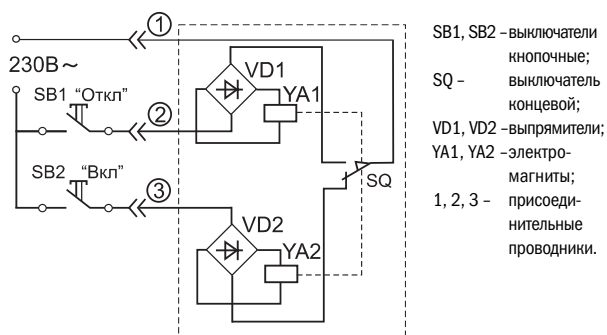 1
230В~
VD1
SB1 "Откл"
YA1
2
SB2 "Вкл"
SQ
3
VD2
YA2
SB1, SB2 – выключатели
кнопочные;
SQ – выключатель
концевой;
VD1, VD2 – выпрямители;
YA1, YA2 – электро-
магниты;
1, 2, 3 – присоеди-
нительные
проводники.